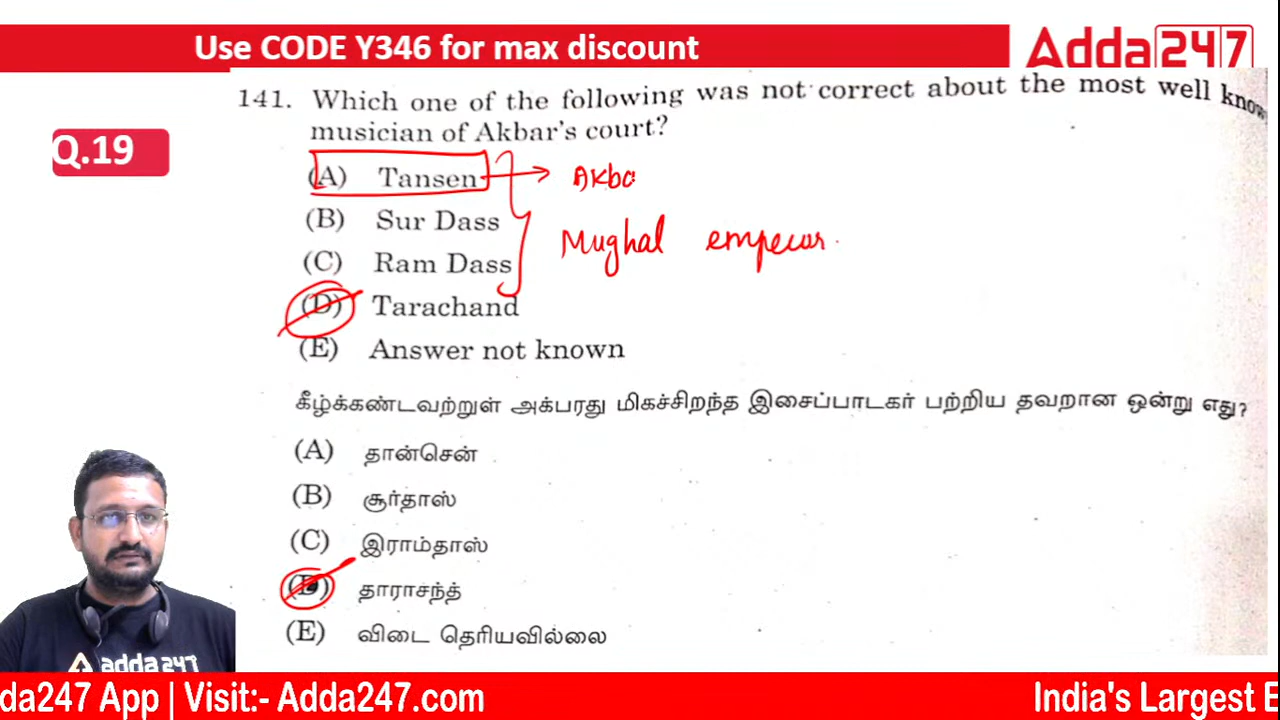 Use CODE Y346 for max discount
Adda 247
141. Which one of the following was not correct about the most well know
musician of Akbar's court?
Q.19
(A) Tansen
Akba
(B) Sur Dass
Mughal emperor
(C) Ram Dass
(D) Tarachand
(E) Answer not known
கீழ்க்கண்டவற்றுள் அக்பரது மிகச்சிறந்த இசைப்பாடகர் பற்றிய தவறான ஒன்று எது?
(A) தான்சென்
(B) சூர்தாஸ்
(C) இராம்தாஸ்
(D) தாராசந்த்
(E) விடை தெரியவில்லை
adda247
da247 App | Visit:- Adda247.com
India's Largest E